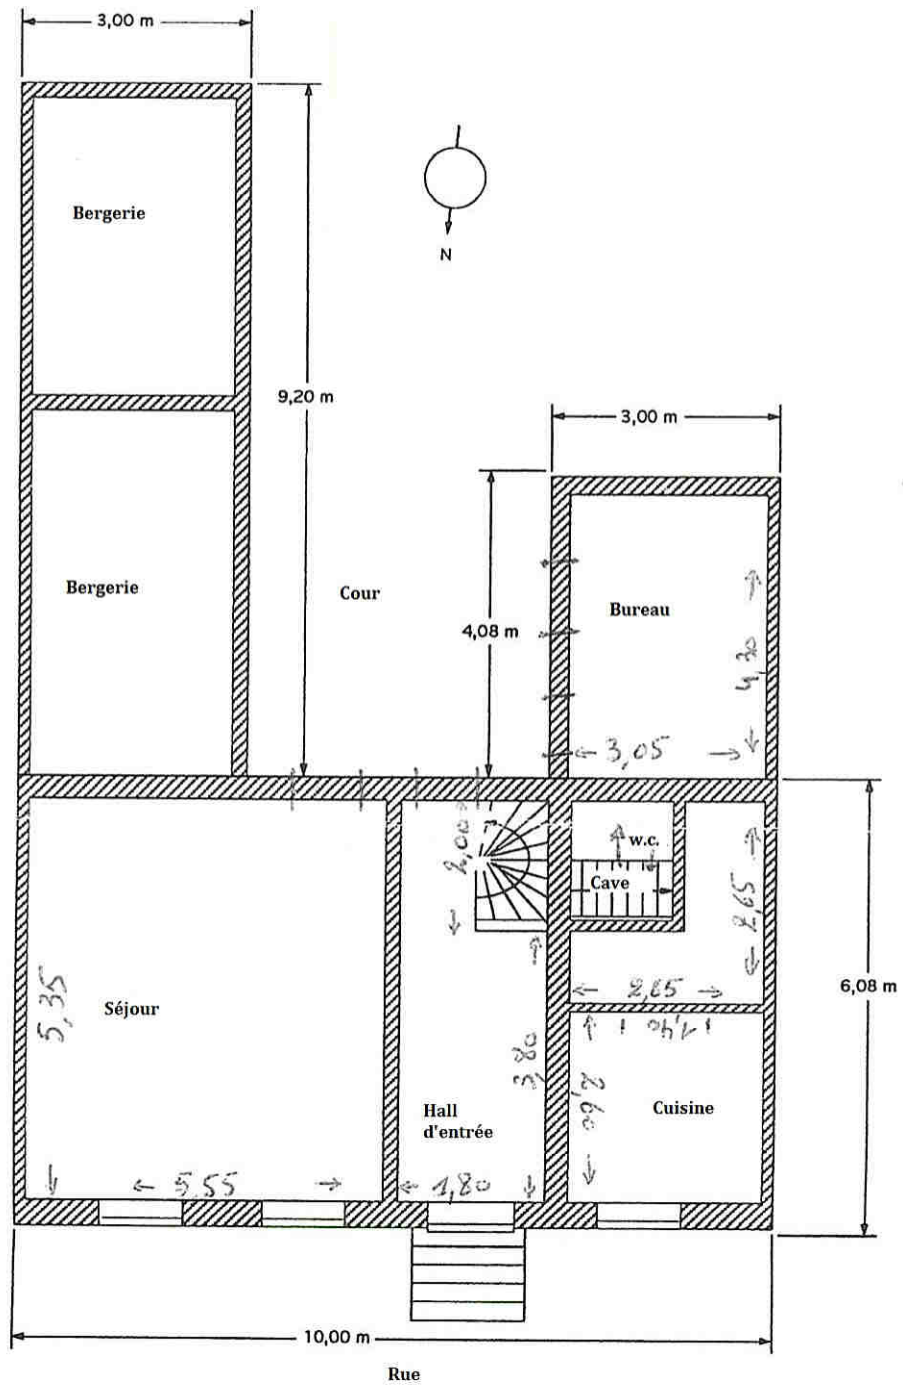 3,00 m
N
Bergerie
9,20 m
3,00 m
Bergerie
Cour
Bureau
4,08 m
4,30
3,05
2,00
w.c.
Cave
2,65
6,08 m
5,35
Séjour
2,65
1,40
3,80
2,60
Hall
d'entrée
Cuisine
5,55
1,80
10,00 m
Rue